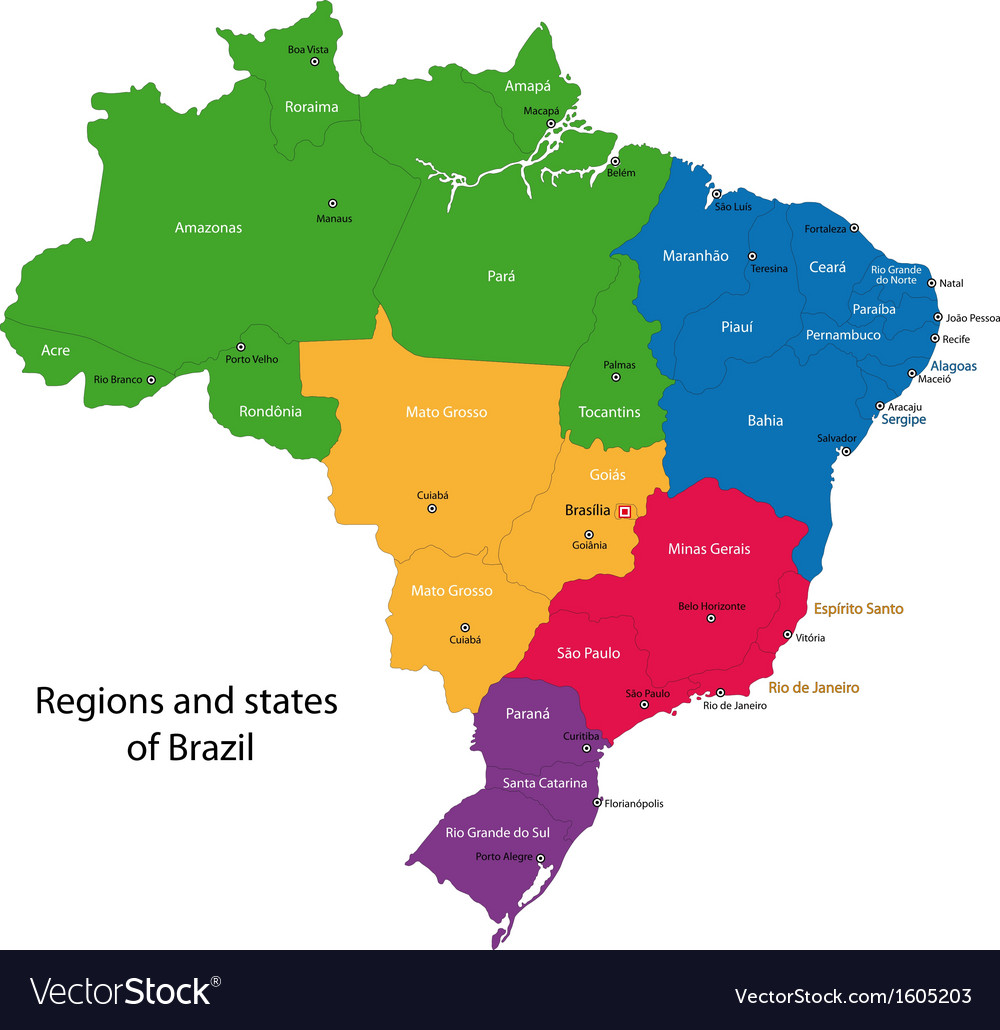 Boa Vista
Roraima
Amapá
Macapá
Belém
Manaus
Amazonas
Pará
São Luís
Maranhão
Teresina
Fortaleza
Ceará
Rio Grande
do Norte
Natal
Paraíba
João Pessoa
Piauí
Pernambuco
Recife
Acre
Rio Branco
Porto Velho
Rondônia
Palmas
Tocantins
Alagoas
Maceió
Aracaju
Sergipe
Bahia
Salvador
Mato Grosso
Cuiabá
Goiás
Brasília
Goiânia
Minas Gerais
Belo Horizonte
Mato Grosso
Cuiabá
Espírito Santo
Vitória
São Paulo
São Paulo
Rio de Janeiro
Rio de Janeiro
Regions and states
of Brazil
Paraná
Curitiba
Santa Catarina
Florianópolis
Rio Grande do Sul
Porto Alegre
VectorStock®
VectorStock.com/1605203